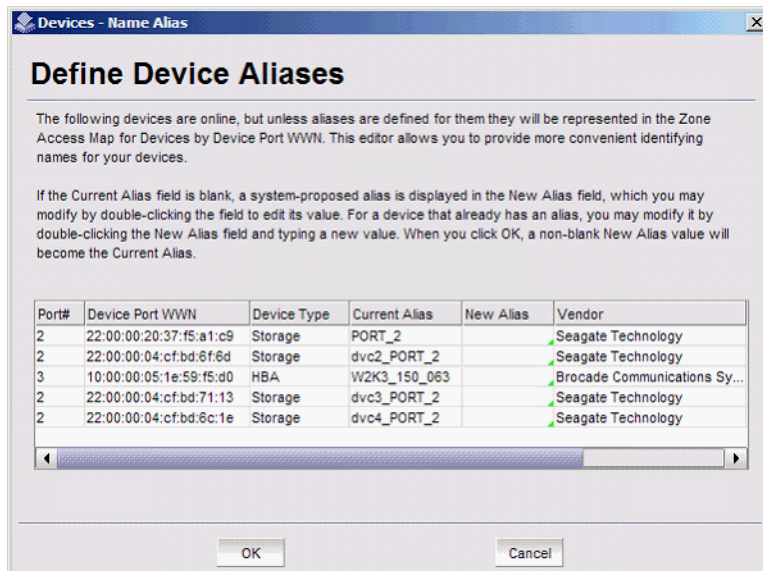 Devices - Name Alias
Define Device Aliases
The following devices are online, but unless aliases are defined for them they will be represented in the Zone
Access Map for Devices by Device Port WWN. This editor allows you to provide more convenient identifying
names for your devices.
If the Current Alias field is blank, a system-proposed alias is displayed in the New Alias field, which you may
modify by double-clicking the field to edit its value. For a device that already has an alias, you may modify it by
double-clicking the New Alias field and typing a new value. When you click OK, a non-blank New Alias value will
become the Current Alias.
Port# Device Port WWN Device Type Current Alias New Alias Vendor
2 22:00:00:20:37:f5:a1:c9 Storage PORT_2 Seagate Technology
2 22:00:00:04:cf:bd:6f:6d Storage dvc2_PORT_2 Seagate Technology
3 10:00:00:05:1e:59:f5:d0 HBA W2K3_150_063 Brocade Communications Sy...
2 22:00:00:04:cf:bd:71:13 Storage dvc3_PORT_2 Seagate Technology
2 22:00:00:04:cf:bd:6c:1e Storage dvc4_PORT_2 Seagate Technology
OK Cancel